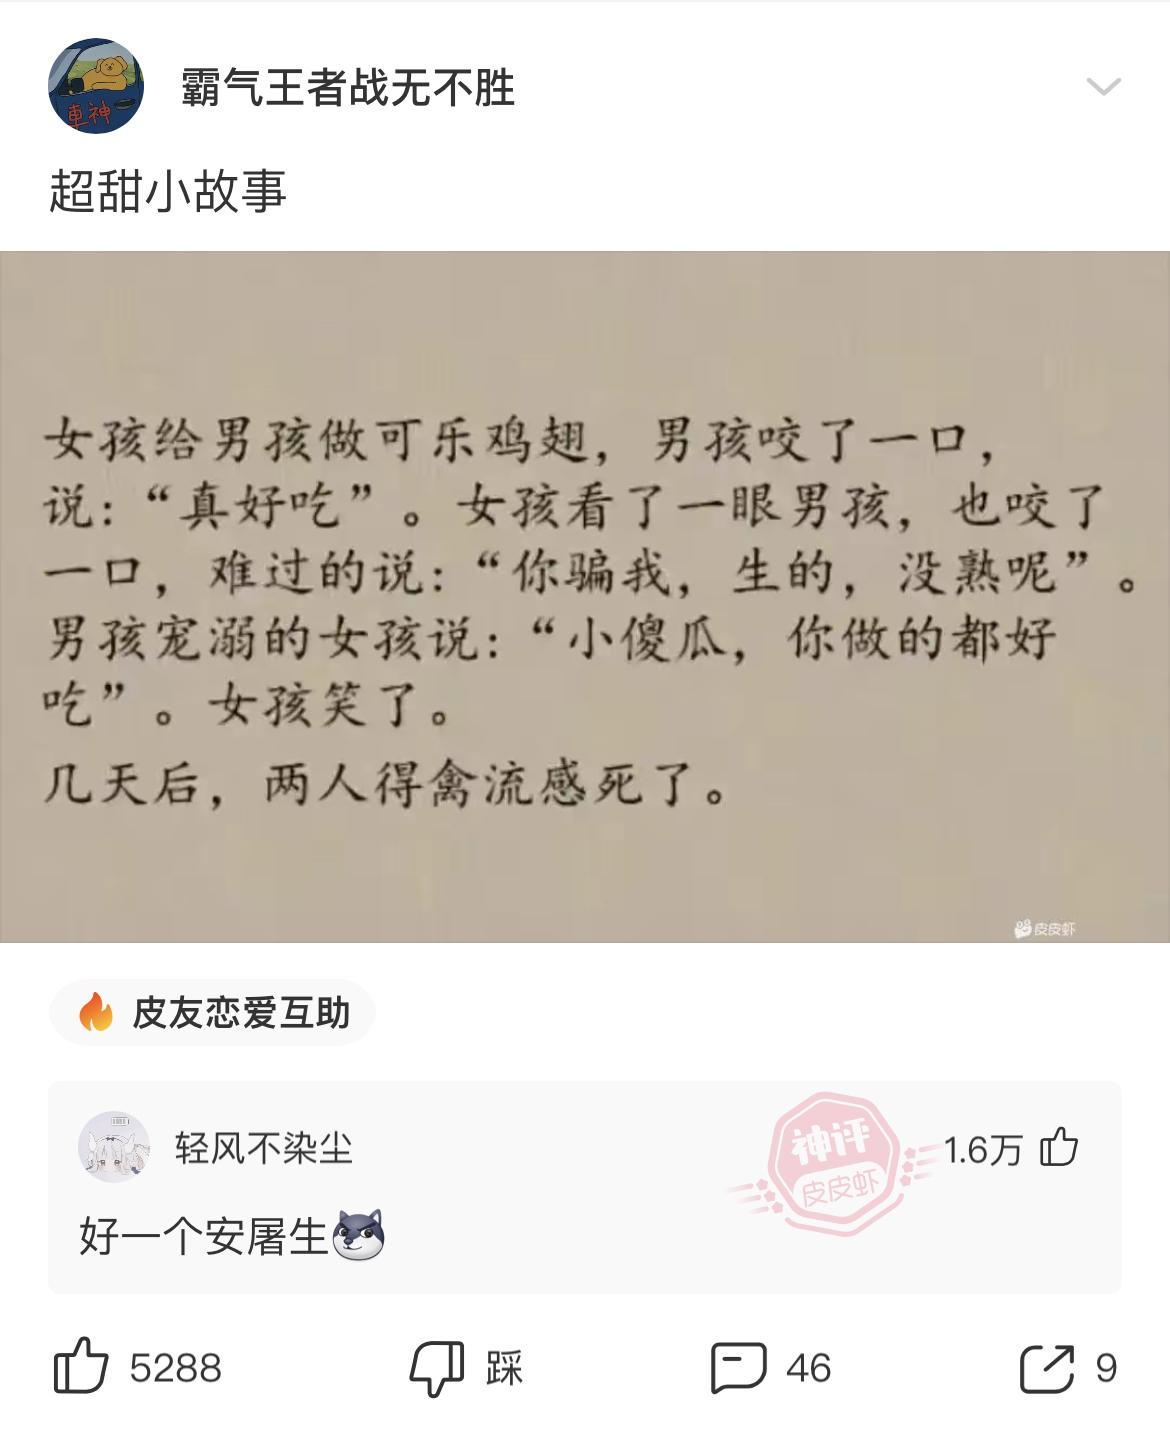 車神
霸气王者战无不胜
超甜小故事
女孩给男孩做可乐鸡翅，男孩咬了一口，
说：“真好吃”。女孩看了一眼男孩，也咬了
一口，难过的说：“你骗我，生的，没熟呢”。
男孩宠溺的女孩说：“小傻瓜，你做的都好
吃”。女孩笑了。
几天后，两人得禽流感死了。
皮皮虾
皮友恋爱互助
轻风不染尘
神评
皮皮虾
1.6万
好一个安屠生
5288
踩
46
9